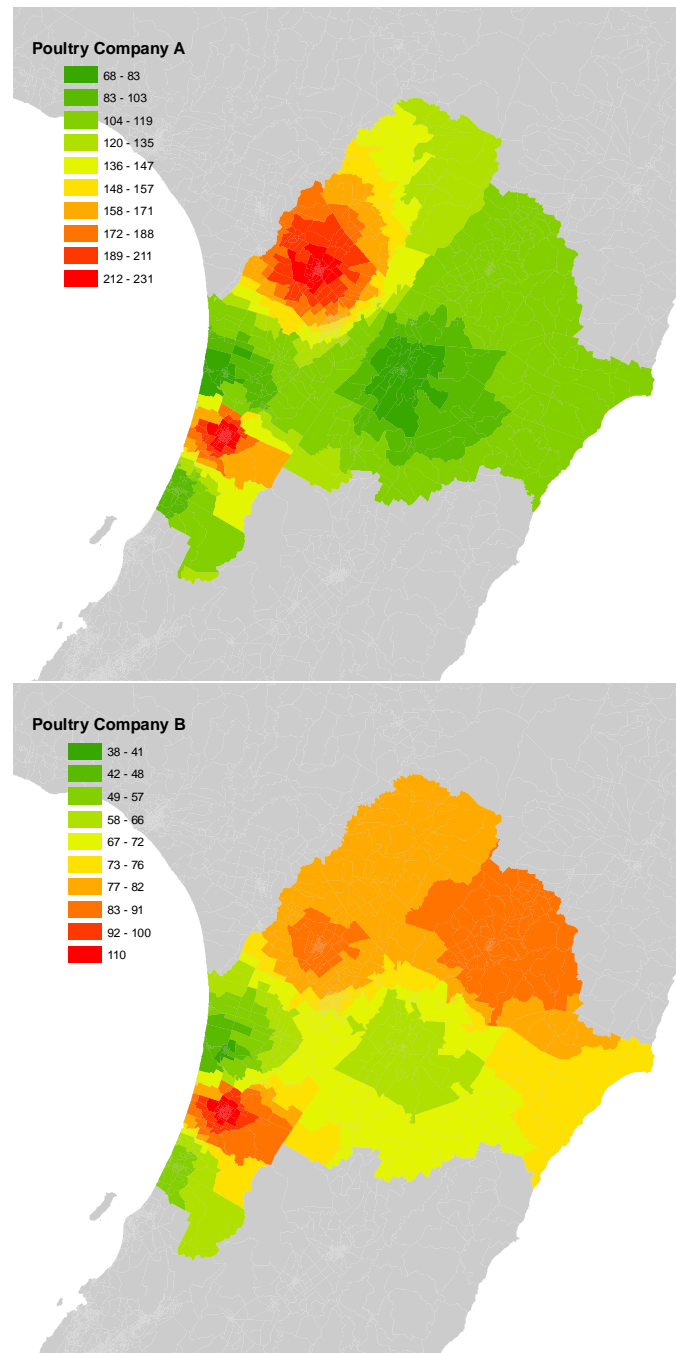 Poultry Company A
68 - 83
83 - 103
104 - 119
120 - 135
136 - 147
148 - 157
158 - 171
172 - 188
189 - 211
212 - 231
Poultry Company B
38 - 41
42 - 48
49 - 57
58 - 66
67 - 72
73 - 76
77 - 82
83 - 91
92 - 100
110